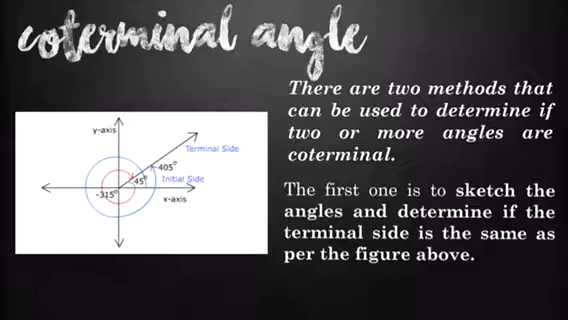 coterminal angle
There are two methods that
can be used to determine if
two or more angles are
coterminal.
The first one is to sketch the
angles and determine if the
terminal side is the same as
per the figure above.
y-axis
Terminal Side
405°
45°
Initial Side
-315°
x-axis